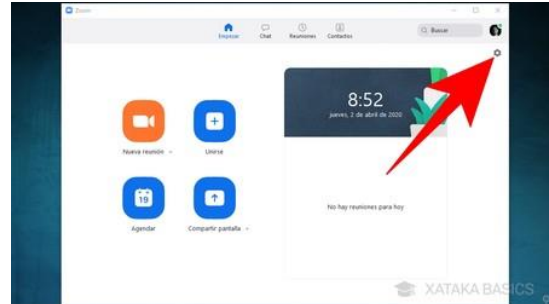 Zoom
Empezar
Chat
Reuniones
Contactos
Buscar
8:52
jueves, 2 de abril de 2020
Nueva reunión
Unirse
19
Agendar
Compartir pantalla
No hay reuniones para hoy
XATAKA BASICS